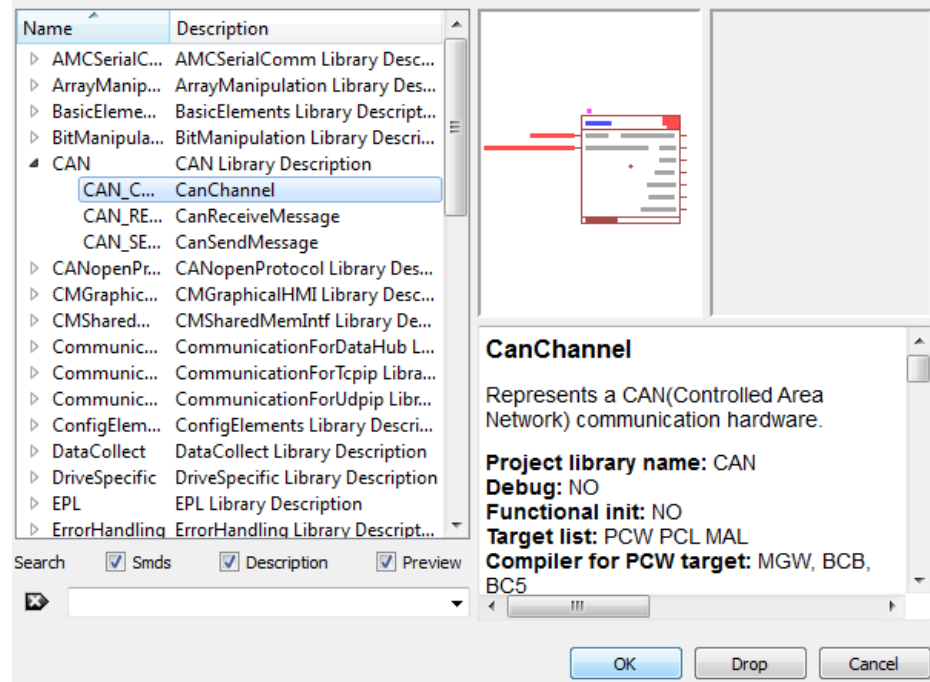 Name Description
AMCSerialC... AMCSerialComm Library Desc...
ArrayManip... ArrayManipulation Library Des...
BasicEleme... BasicElements Library Descript...
BitManipula... BitManipulation Library Descri...
CAN CAN Library Description
CAN_C... CanChannel
CAN_RE... CanReceiveMessage
CAN_SE... CanSendMessage
CANopenPr... CANopenProtocol Library Des...
CMGraphic... CMGraphicalHMI Library Desc...
CMShared... CMSharedMemIntf Library De...
Communic... CommunicationForDataHub L...
Communic... CommunicationForTcpip Libra...
Communic... CommunicationForUdpip Libr...
ConfigElem... ConfigElements Library Descri...
DataCollect DataCollect Library Description
DriveSpecific DriveSpecific Library Description
EPL EPL Library Description
ErrorHandling ErrorHandling Library Descript...
Search Smds Description Preview
CanChannel
Represents a CAN(Controlled Area
Network) communication hardware.
Project library name: CAN
Debug: NO
Functional init: NO
Target list: PCW PCL MAL
Compiler for PCW target: MGW, BCB,
BC5
OK Drop Cancel